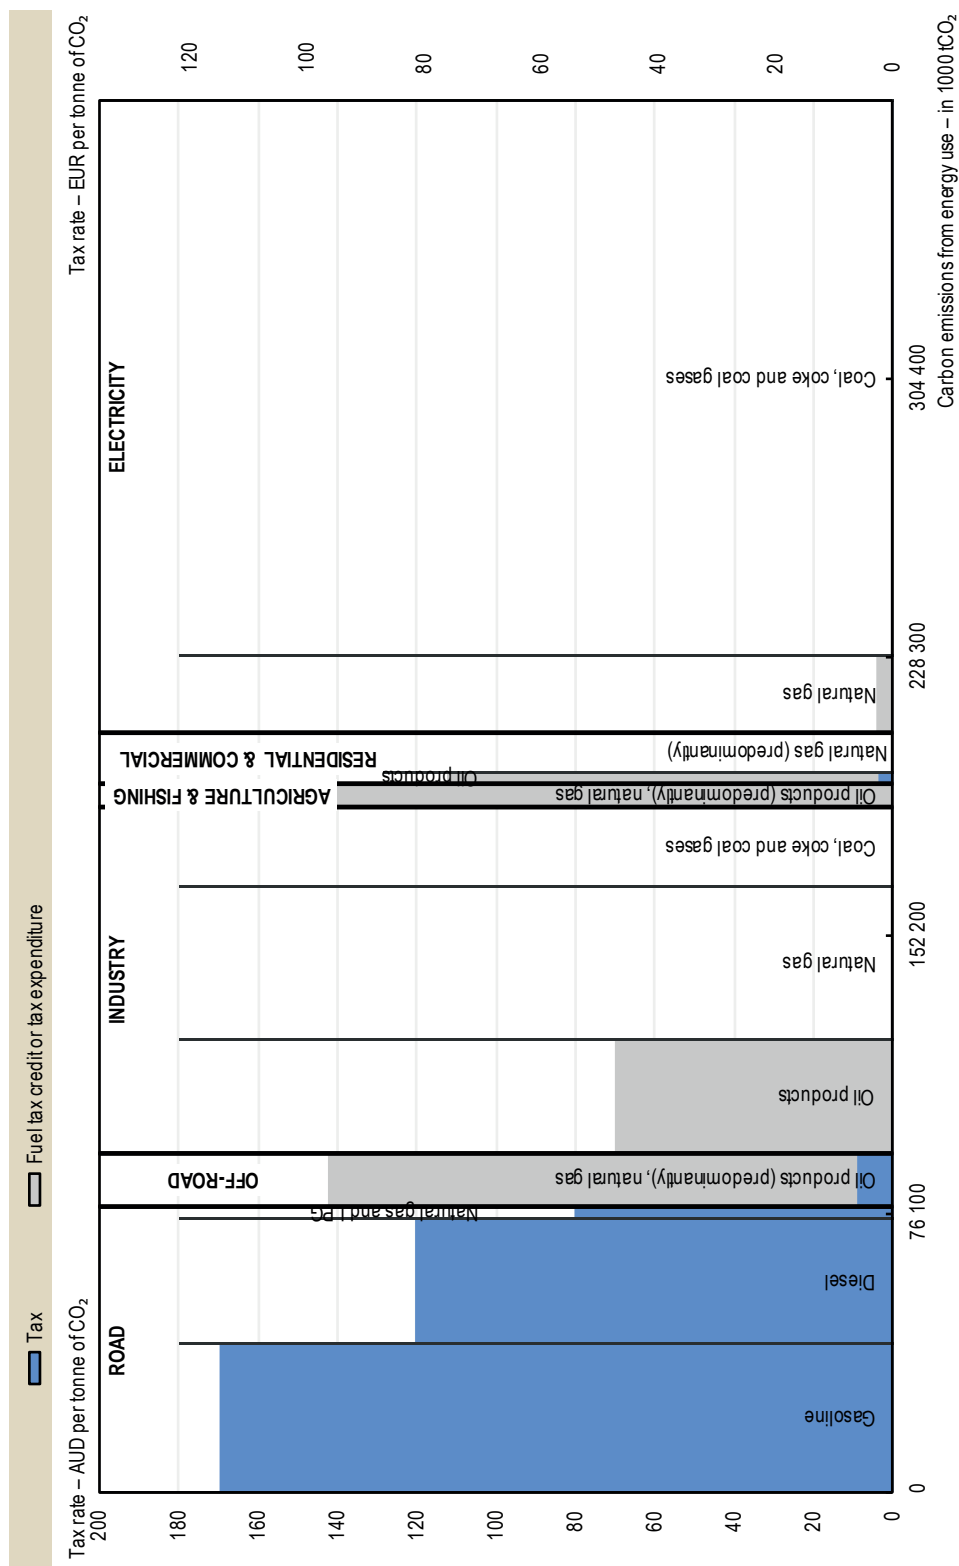 Tax
Fuel tax credit or tax expenditure
Tax rate – AUD per tonne of CO₂
Tax rate – EUR per tonne of CO₂
200
180
160
140
120
100
80
60
40
20
0
ROAD
OFF-ROAD
INDUSTRY
AGRICULTURE & FISHING
RESIDENTIAL & COMMERCIAL
ELECTRICITY
Gasoline
Diesel
Natural gas and LPG
Oil products (predominantly), natural gas
Oil products
Natural gas
Coal, coke and coal gases
Oil products (predominantly), natural gas
Oil products
Natural gas (predominantly)
Natural gas
Coal, coke and coal gases
120
100
80
60
40
20
0
0
76 100
152 200
228 300
304 400
Carbon emissions from energy use – in 1000 tCO₂